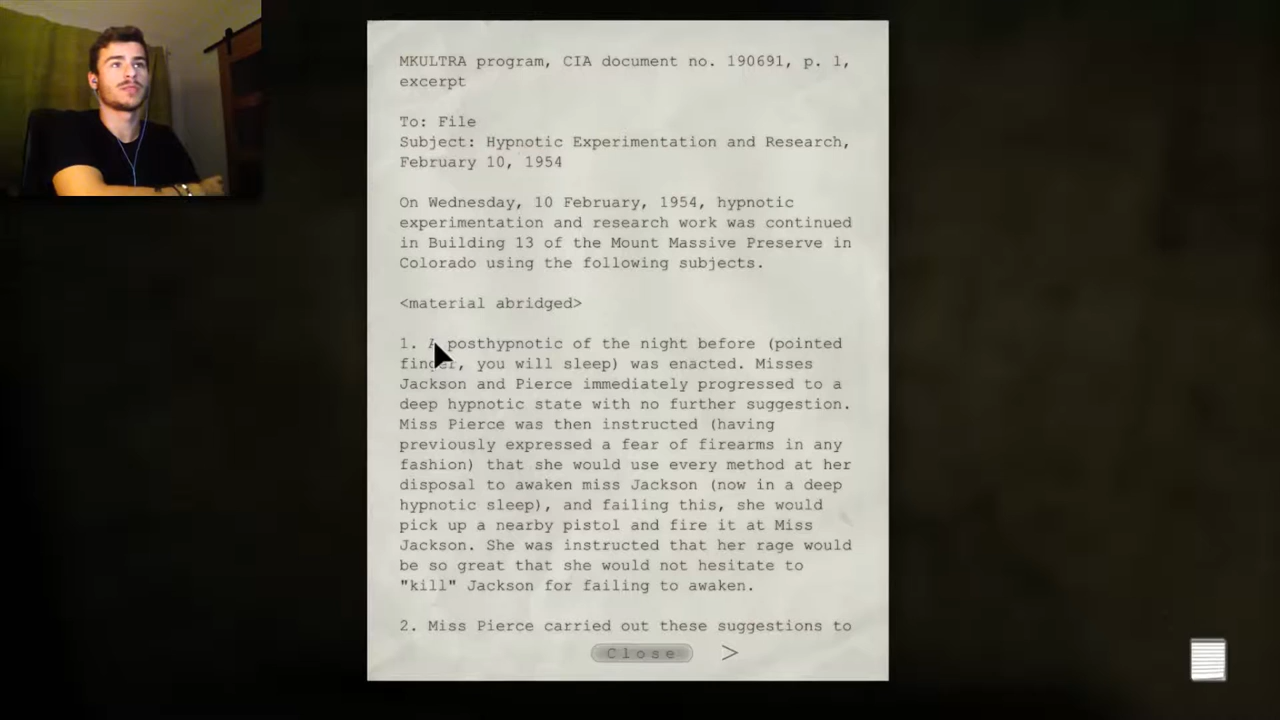 MKULTRA program, CIA document no. 190691, p. 1,
excerpt
To: File
Subject: Hypnotic Experimentation and Research,
February 10, 1954
On Wednesday, 10 February, 1954, hypnotic
experimentation and research work was continued
in Building 13 of the Mount Massive Preserve in
Colorado using the following subjects.
<material abridged>
1. A posthypnotic of the night before (pointed
finger, you will sleep) was enacted. Misses
Jackson and Pierce immediately progressed to a
deep hypnotic state with no further suggestion.
Miss Pierce was then instructed (having
previously expressed a fear of firearms in any
fashion) that she would use every method at her
disposal to awaken miss Jackson (now in a deep
hypnotic sleep), and failing this, she would
pick up a nearby pistol and fire it at Miss
Jackson. She was instructed that her rage would
be so great that she would not hesitate to
"kill" Jackson for failing to awaken.
2. Miss Pierce carried out these suggestions to
Close >